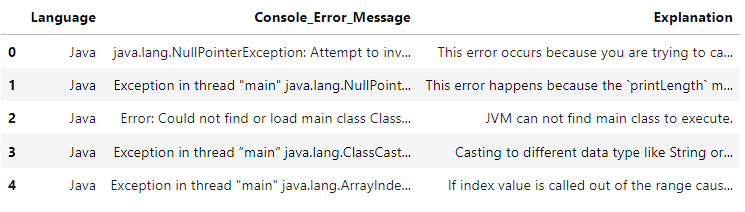 Language Console_Error_Message Explanation
0 Java java.lang.NullPointerException: Attempt to inv... This error occurs because you are trying to ca...
1 Java Exception in thread "main" java.lang.NullPoint... This error happens because the `printLength` m...
2 Java Error: Could not find or load main class Class... JVM can not find main class to execute.
3 Java Exception in thread “main” java.lang.ClassCast... Casting to different data type like String or...
4 Java Exception in thread "main" java.lang.ArrayInde... If index value is called out of the range caus...